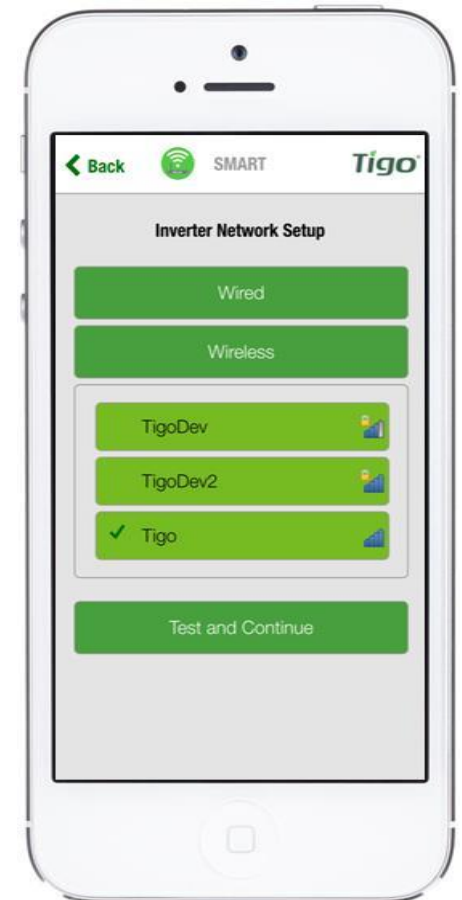 Back
SMART
Tigo
Inverter Network Setup
Wired
Wireless
TigoDev
TigoDev2
Tigo
Test and Continue